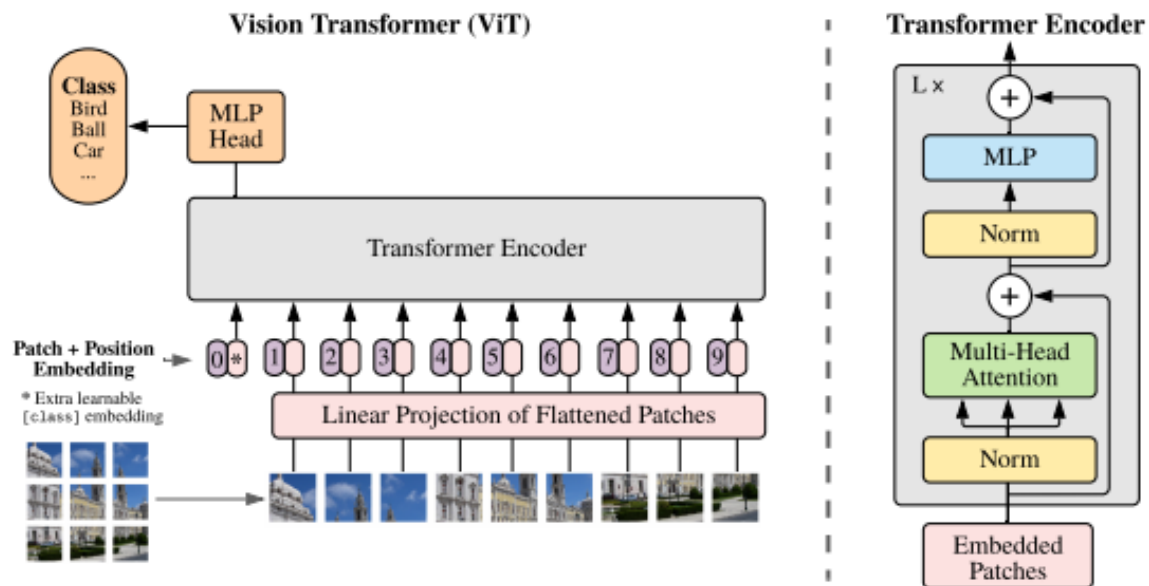 Vision Transformer (ViT)
Class
Bird
Ball
Car
...
MLP
Head
Transformer Encoder
Patch + Position
Embedding
0 * 1 2 3 4 5 6 7 8 9
* Extra learnable
[class] embedding
Linear Projection of Flattened Patches
Transformer Encoder
L ×
+
MLP
Norm
+
Multi-Head
Attention
Norm
Embedded
Patches